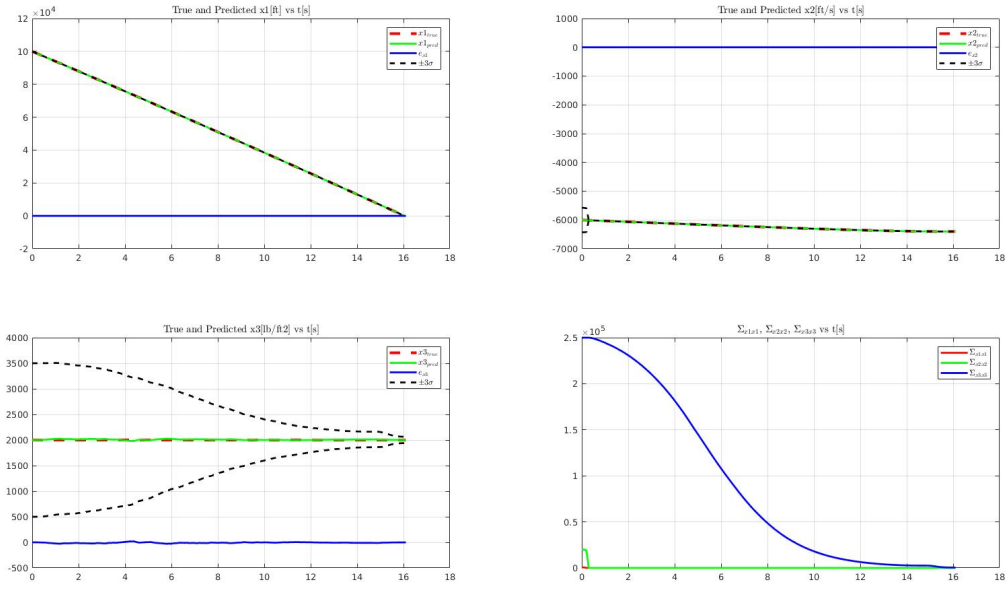 True and Predicted x1[ft] vs t[s]
×10⁴
12
10
8
6
4
2
0
-2
0 2 4 6 8 10 12 14 16 18
x1_true
x1_pred
e_x1
±3σ
True and Predicted x2[ft/s] vs t[s]
1000
0
-1000
-2000
-3000
-4000
-5000
-6000
-7000
0 2 4 6 8 10 12 14 16 18
x2_true
x2_pred
e_x2
±3σ
True and Predicted x3[lb/ft2] vs t[s]
4000
3500
3000
2500
2000
1500
1000
500
0
-500
0 2 4 6 8 10 12 14 16 18
x3_true
x3_pred
e_x3
±3σ
Σ_x1x1, Σ_x2x2, Σ_x3x3 vs t[s]
×10⁵
2.5
2
1.5
1
0.5
0
0 2 4 6 8 10 12 14 16 18
Σ_x1x1
Σ_x2x2
Σ_x3x3